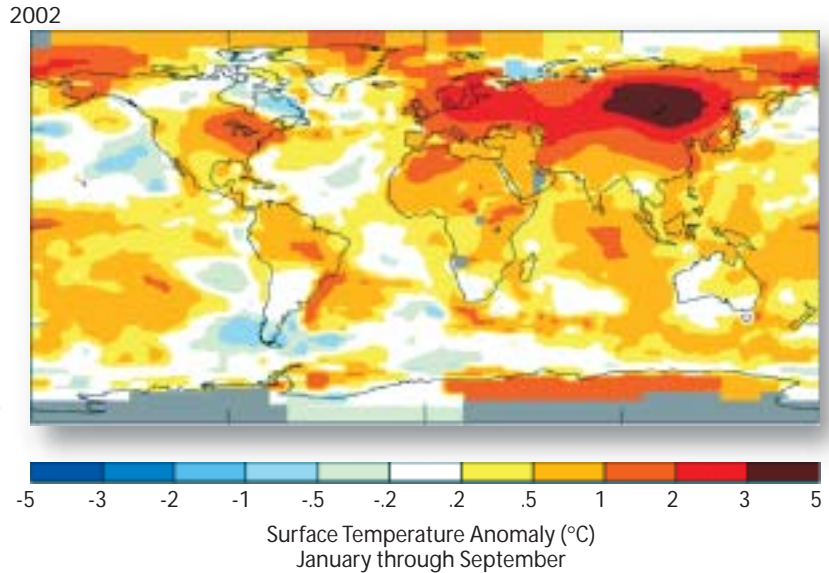 2002
-5 -3 -2 -1 -.5 -.2 .2 .5 1 2 3 5
Surface Temperature Anomaly (°C)
January through September